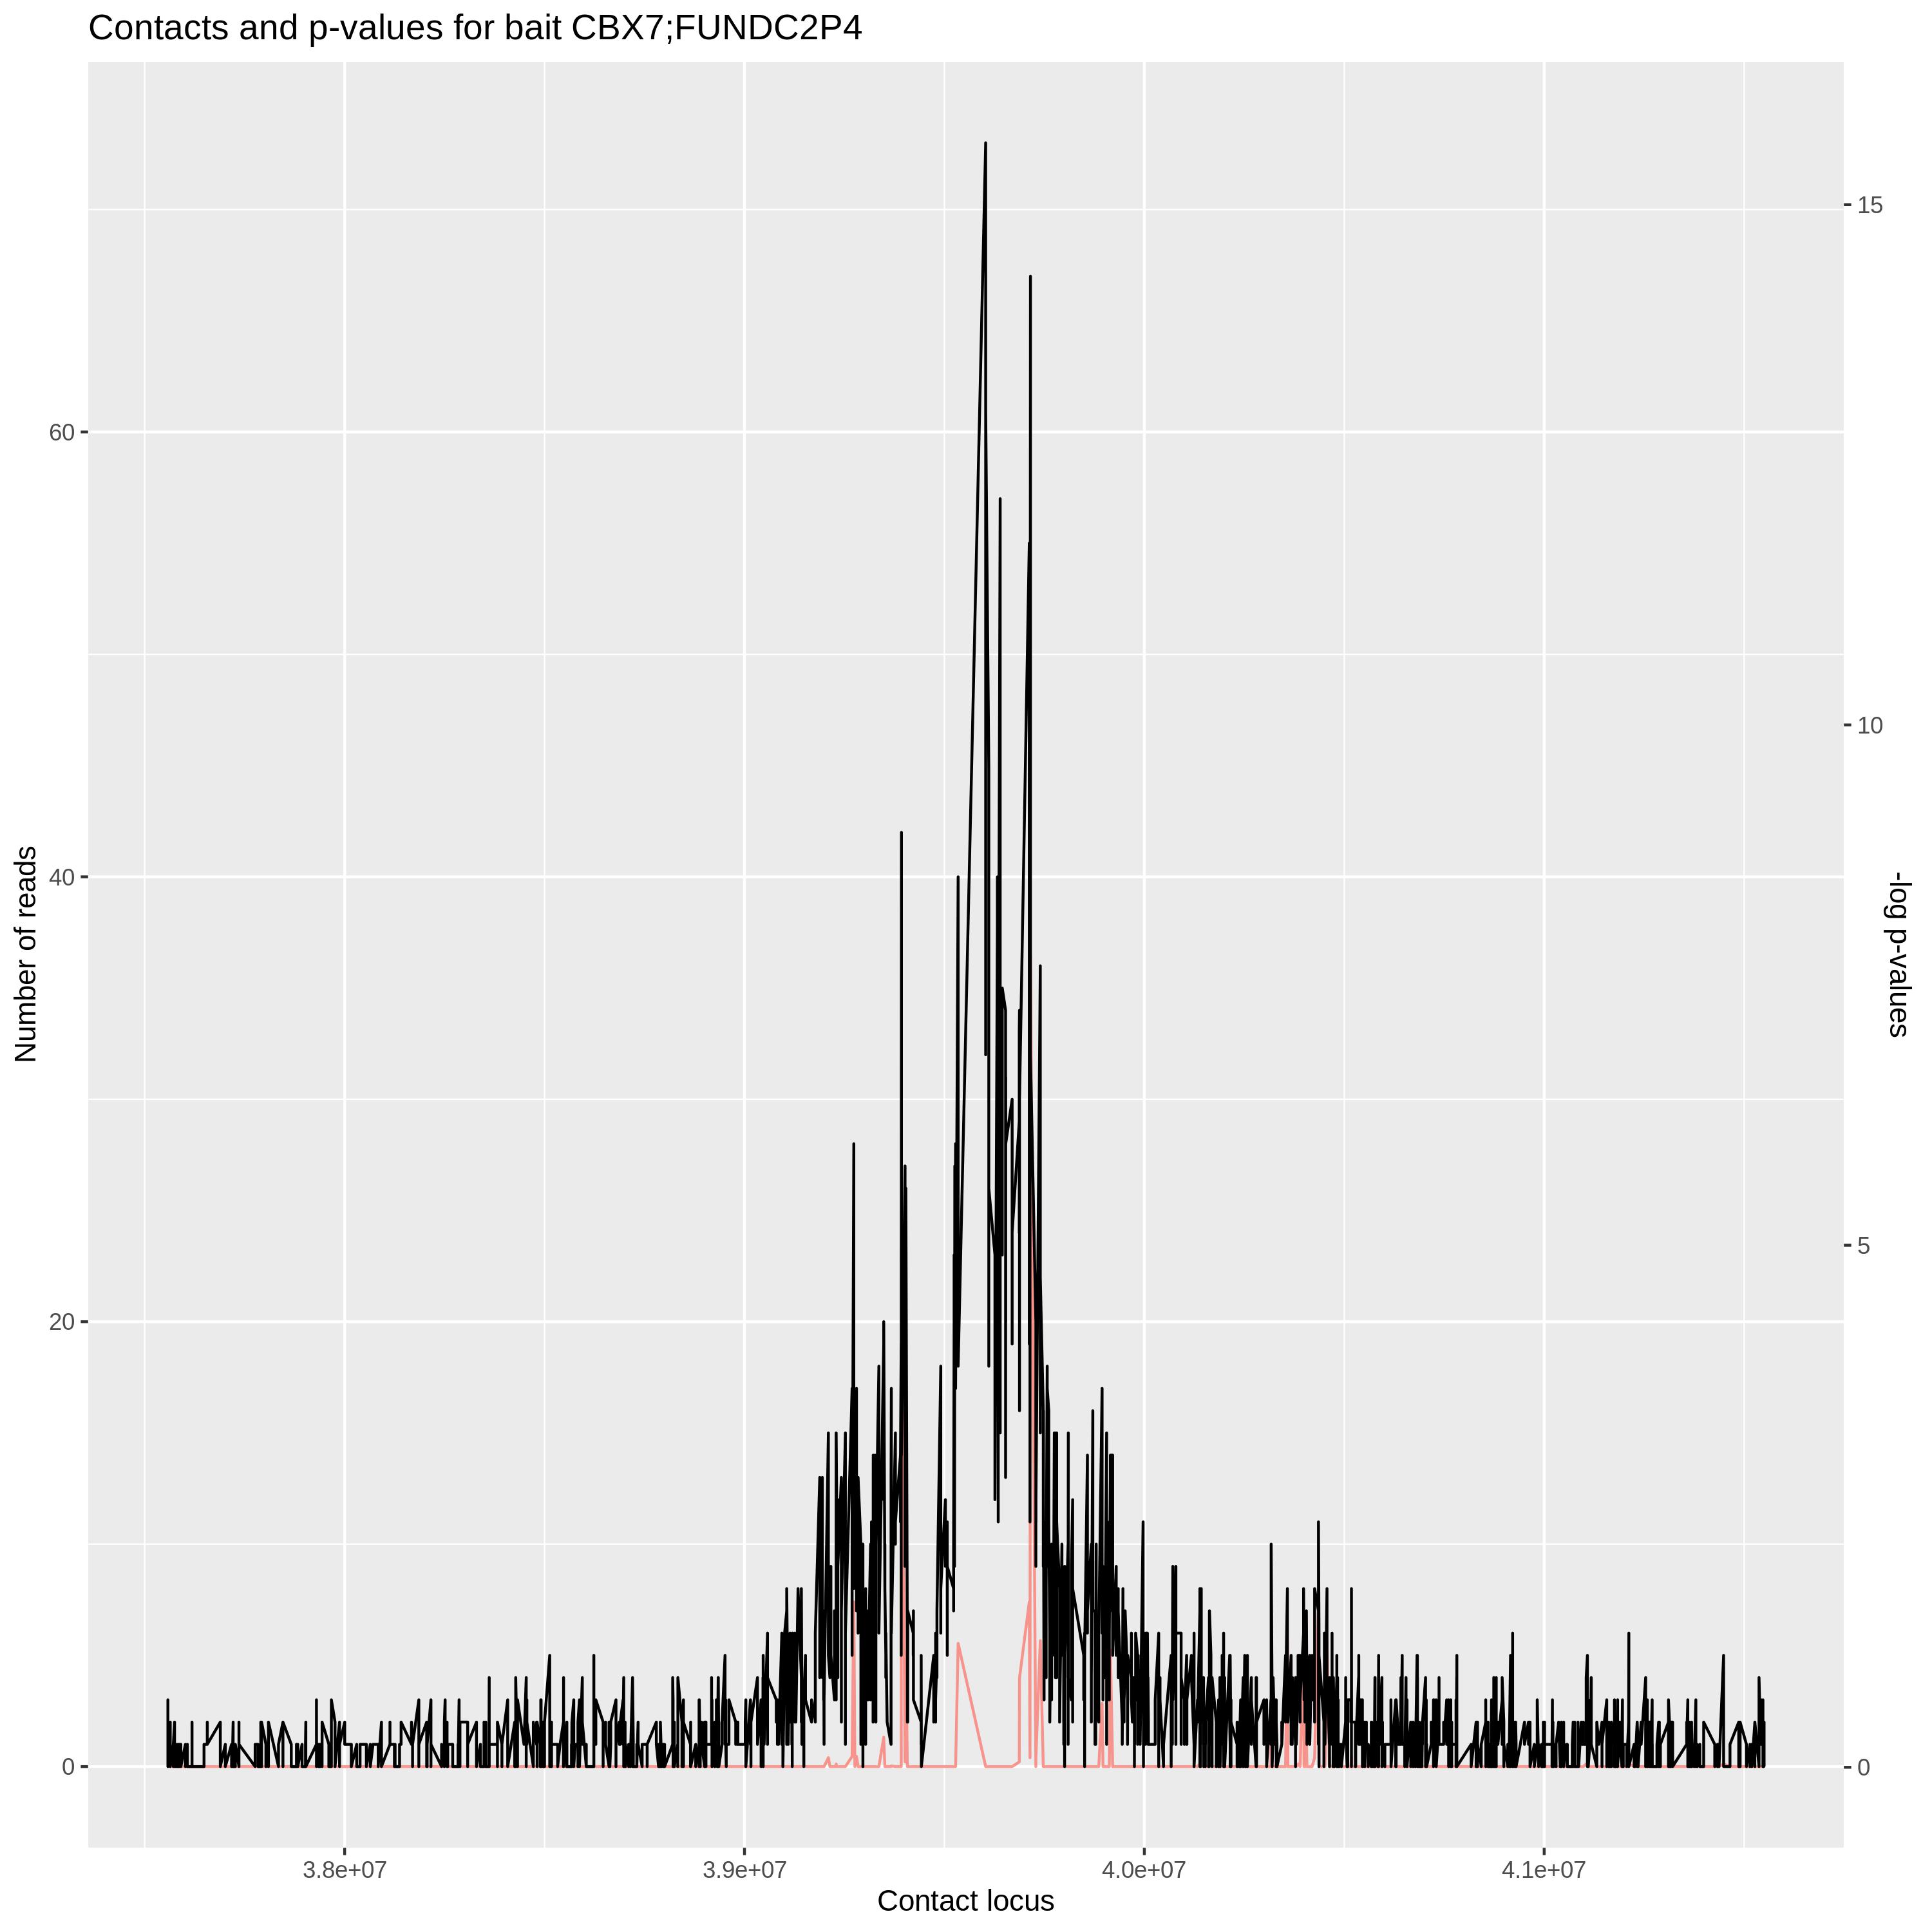 Contacts and p-values for bait CBX7;FUNDC2P4
15
60
10
40
Number of reads
-log p-values
5
20
0
0
3.8e+07
3.9e+07
4.0e+07
4.1e+07
Contact locus